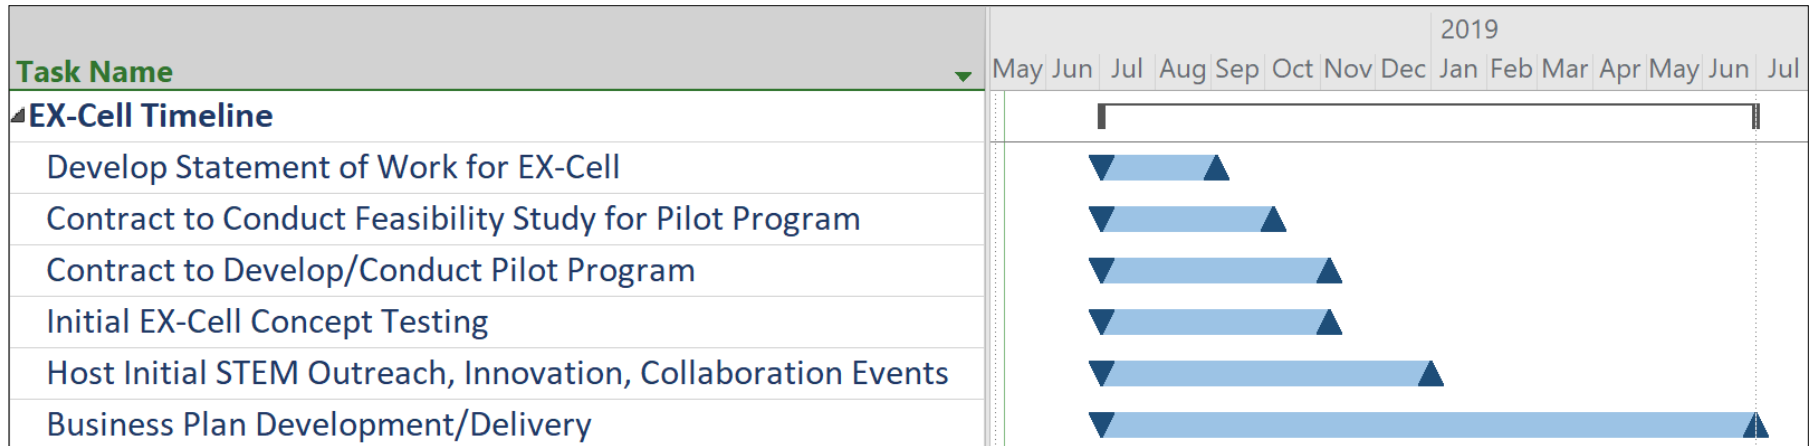 2019
Task Name May Jun Jul Aug Sep Oct Nov Dec Jan Feb Mar Apr May Jun Jul
EX-Cell Timeline
Develop Statement of Work for EX-Cell
Contract to Conduct Feasibility Study for Pilot Program
Contract to Develop/Conduct Pilot Program
Initial EX-Cell Concept Testing
Host Initial STEM Outreach, Innovation, Collaboration Events
Business Plan Development/Delivery